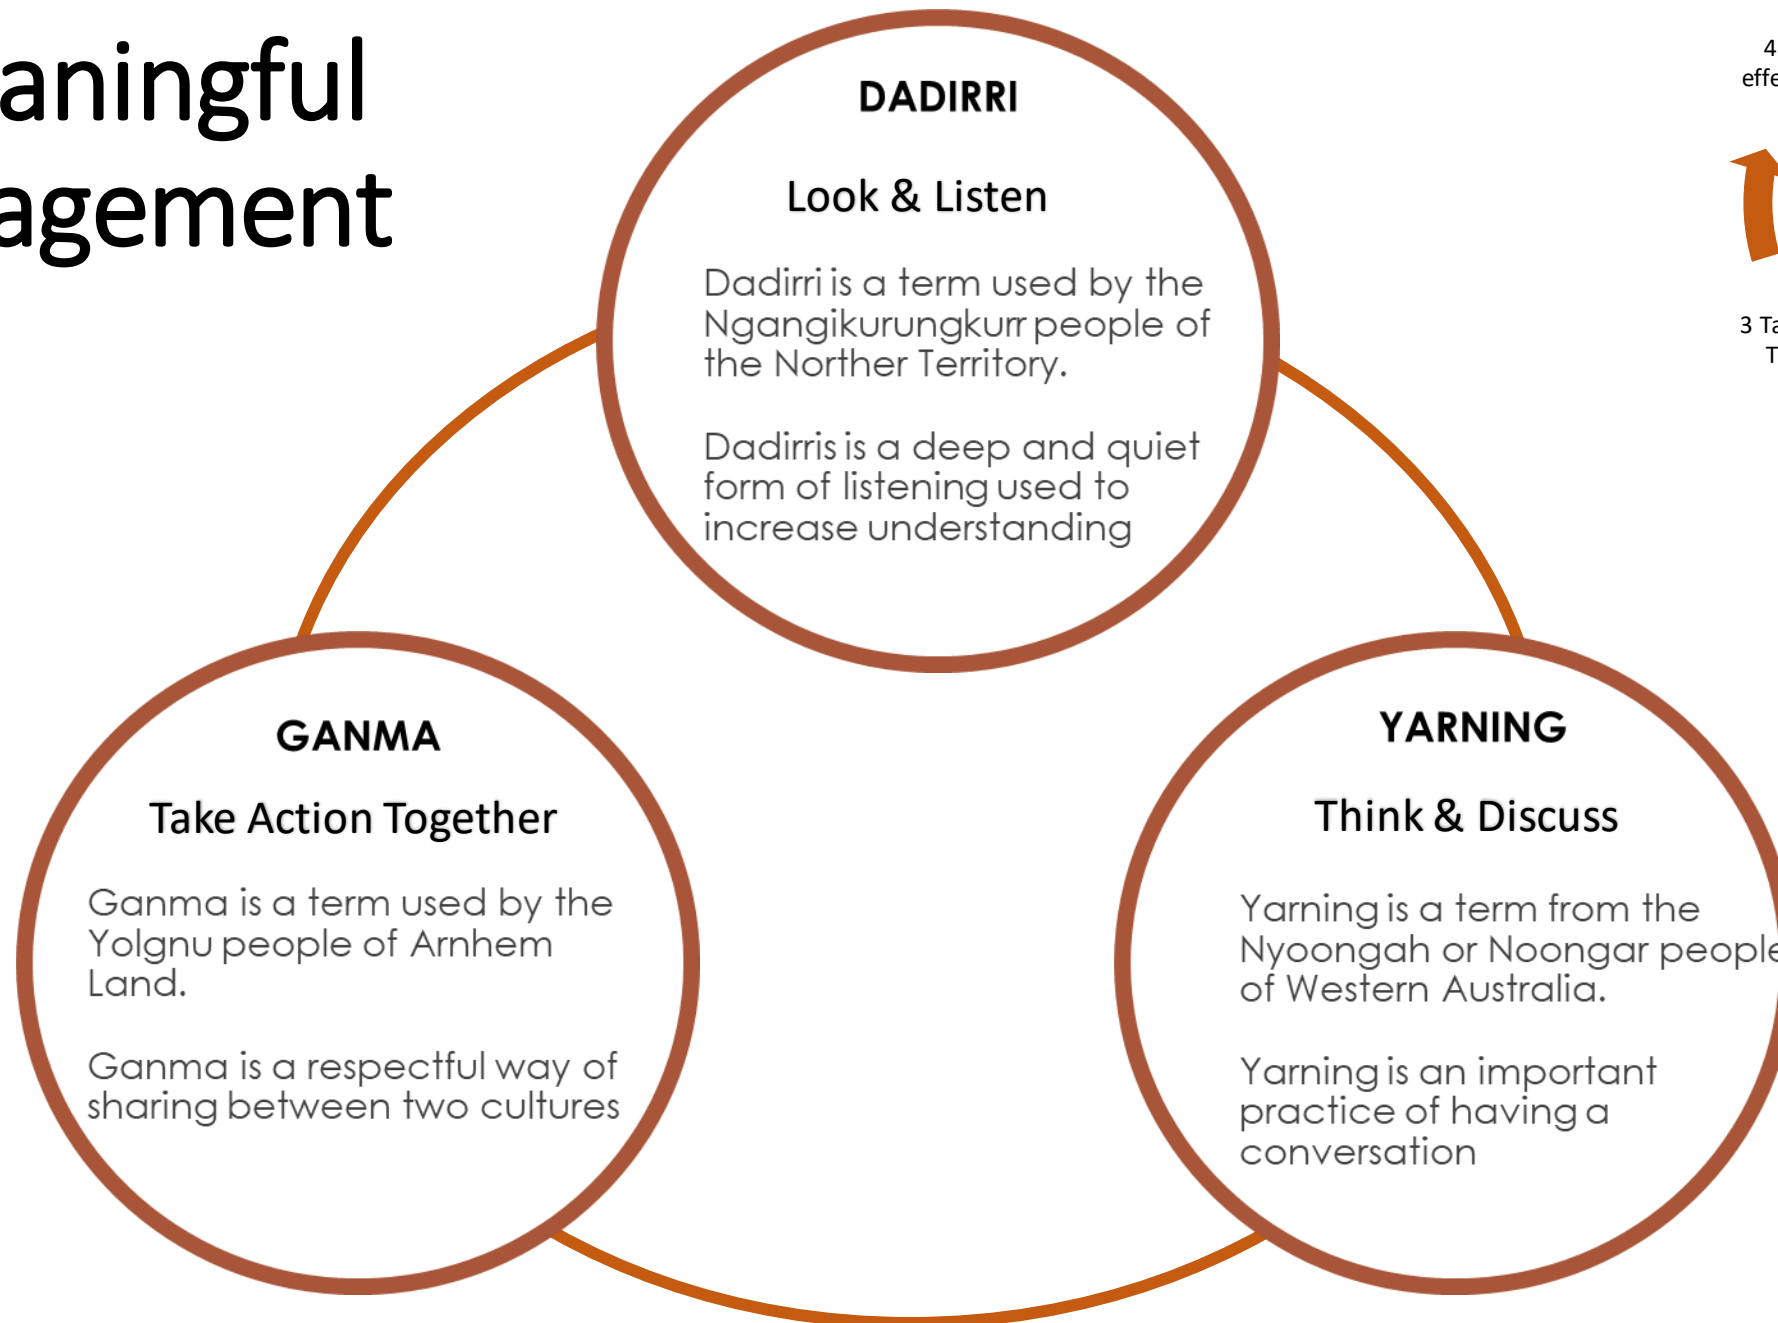 aningful
agement
DADIRRI
Look & Listen
Dadirri is a term used by the
Ngangikurungkurr people of
the Norther Territory.
Dadirris is a deep and quiet
form of listening used to
increase understanding
GANMA
Take Action Together
Ganma is a term used by the
Yolgnu people of Arnhem
Land.
Ganma is a respectful way of
sharing between two cultures
YARNING
Think & Discuss
Yarning is a term from the
Nyoongah or Noongar people
of Western Australia.
Yarning is an important
practice of having a
conversation
4
effe
3 Ta
T